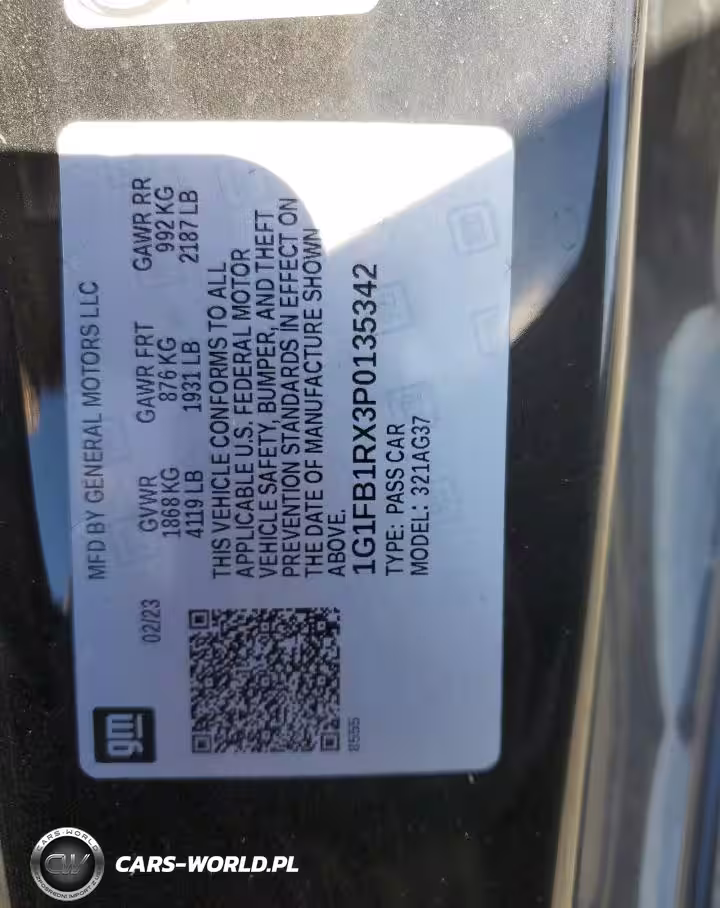 gm
MFD BY GENERAL MOTORS LLC
02/23
GVWR GAWR FRT GAWR RR
1868 KG 876 KG 992 KG
4119 LB 1931 LB 2187 LB
THIS VEHICLE CONFORMS TO ALL
APPLICABLE U.S. FEDERAL MOTOR
VEHICLE SAFETY, BUMPER, AND THEFT
PREVENTION STANDARDS IN EFFECT ON
THE DATE OF MANUFACTURE SHOWN
ABOVE.
8555
1G1FB1RX3P0135342
TYPE: PASS CAR
MODEL: 321AG37
CARS-WORLD
CW
CARS-WORLD.PL